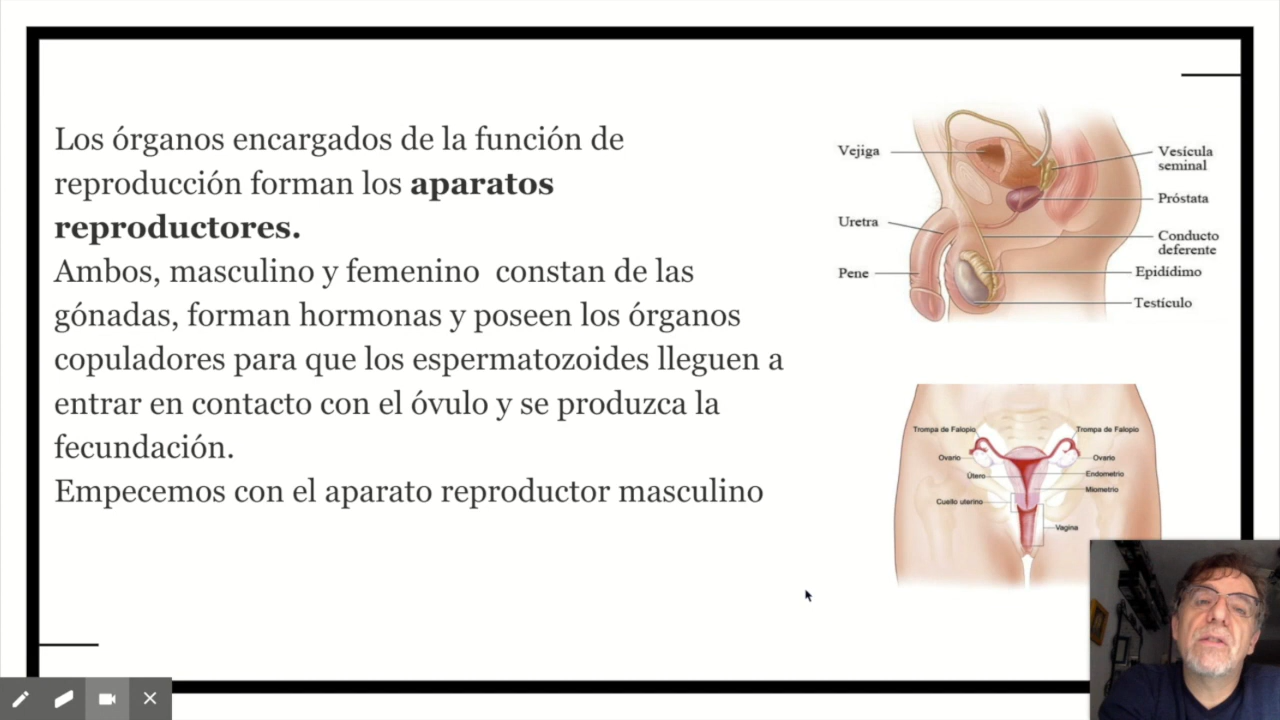 Los órganos encargados de la función de
reproducción forman los aparatos
reproductores.
Ambos, masculino y femenino  constan de las
gónadas, forman hormonas y poseen los órganos
copuladores para que los espermatozoides lleguen a
entrar en contacto con el óvulo y se produzca la
fecundación.
Empecemos con el aparato reproductor masculino
Vejiga
Uretra
Pene
Vesícula
seminal
Próstata
Conducto
deferente
Epidídimo
Testículo
Trompa de Falopio
Trompa de Falopio
Ovario
Ovario
Útero
Endometrio
Miometrio
Cuello uterino
Vagina